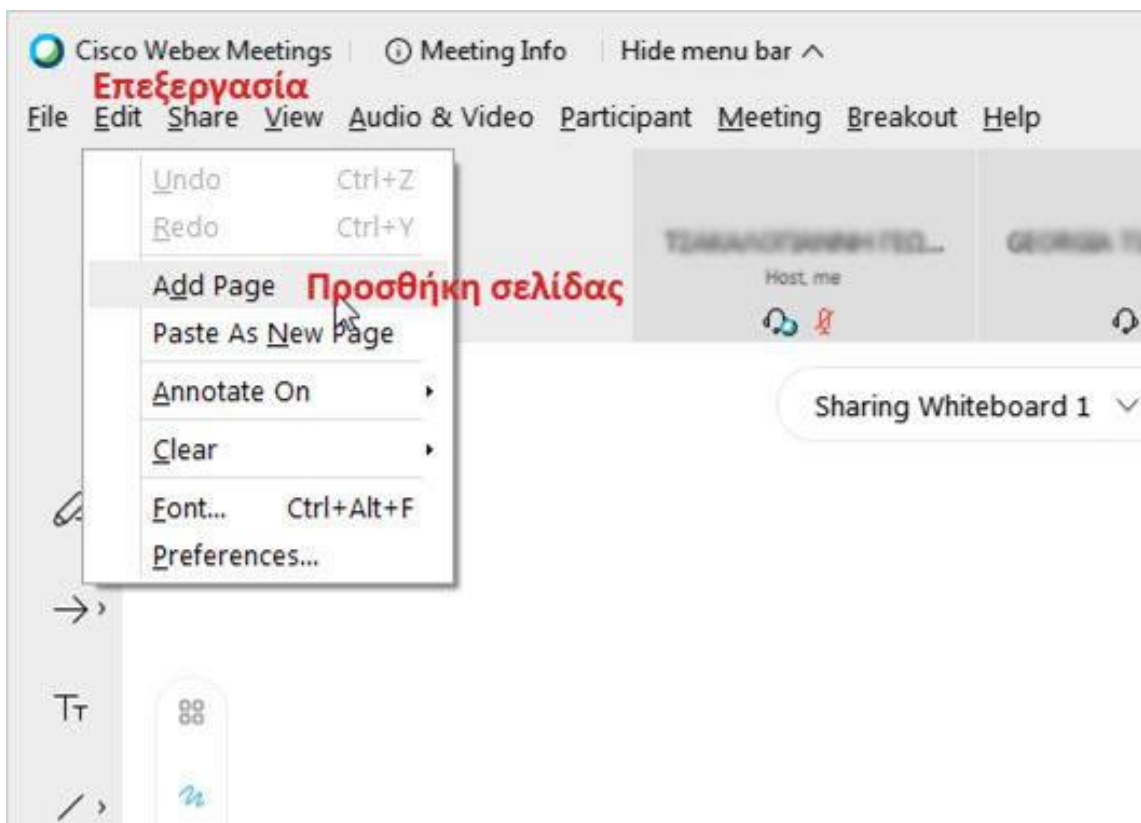 Cisco Webex Meetings Meeting Info Hide menu bar
Επεξεργασία
File Edit Share View Audio & Video Participant Meeting Breakout Help
Undo Ctrl+Z
Redo Ctrl+Y
Add Page Προσθήκη σελίδας
Paste As New Page
Annotate On
Clear
Font... Ctrl+Alt+F
Preferences...
Host, me
Sharing Whiteboard 1
TT